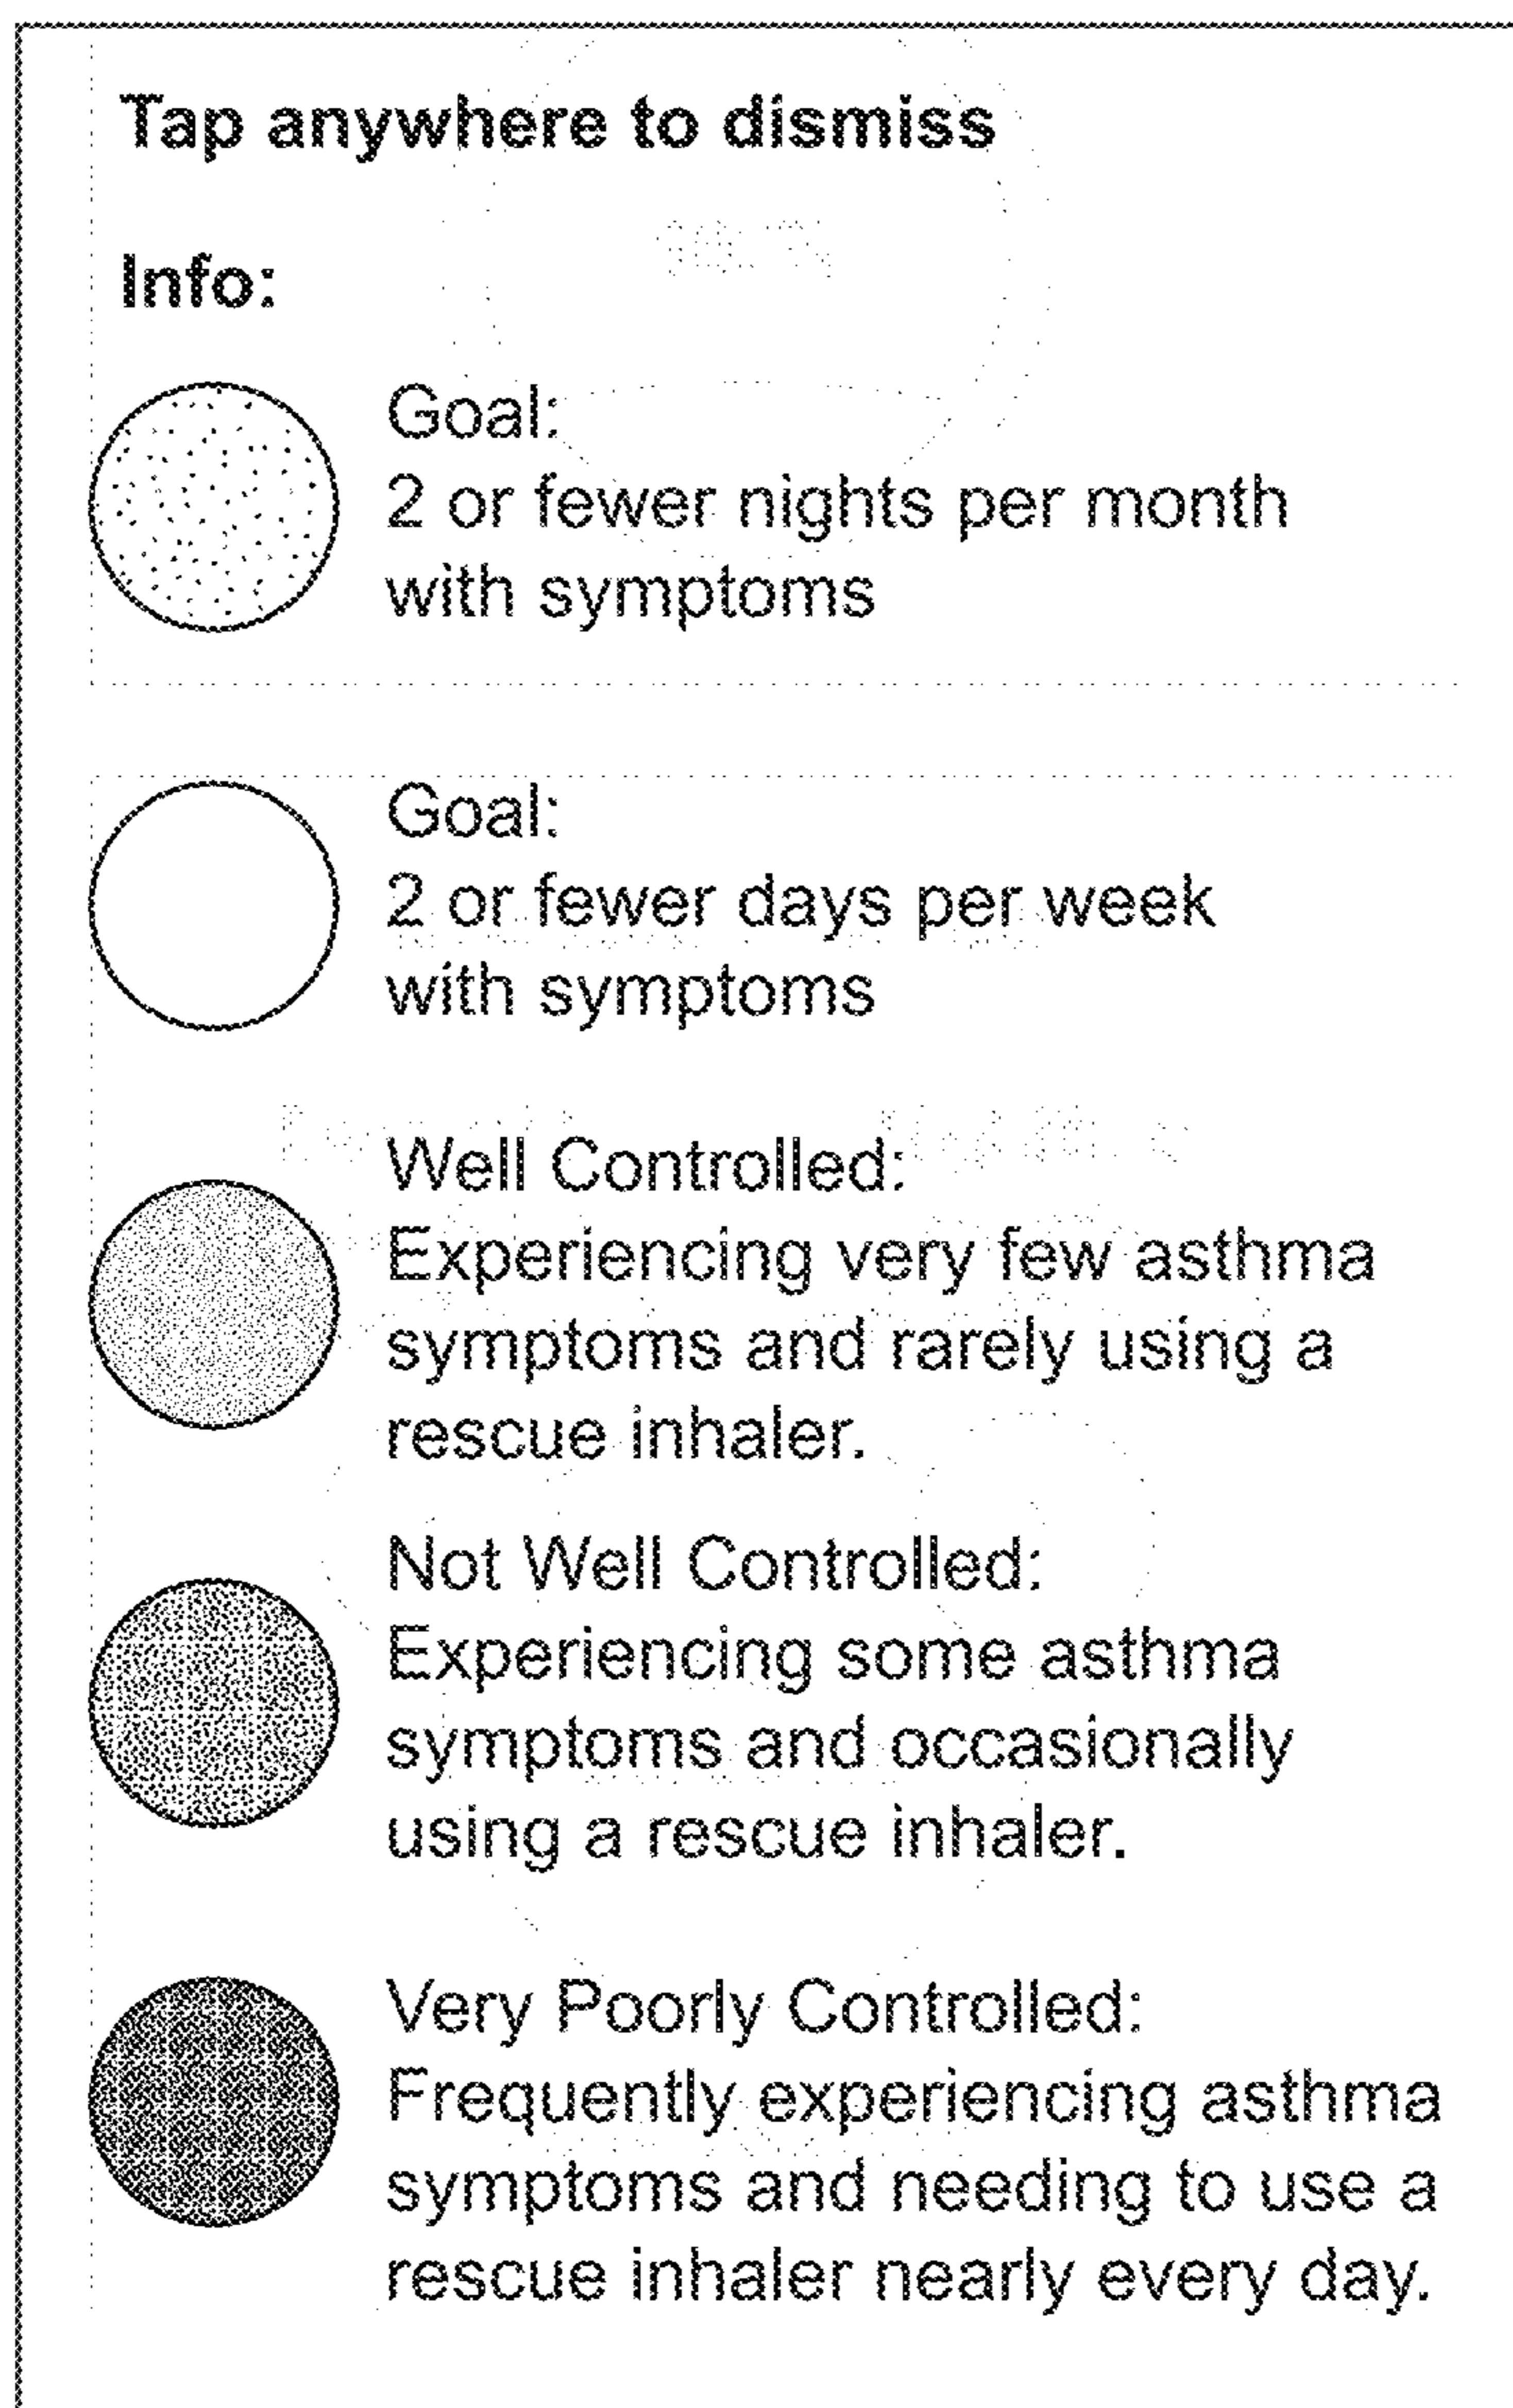 Tap anywhere to dismiss
Info:
Goal:
2 or fewer nights per month
with symptoms
Goal:
2 or fewer days per week
with symptoms
Well Controlled:
Experiencing very few asthma
symptoms and rarely using a
rescue inhaler.
Not Well Controlled:
Experiencing some asthma
symptoms and occasionally
using a rescue inhaler.
Very Poorly Controlled:
Frequently experiencing asthma
symptoms and needing to use a
rescue inhaler nearly every day.